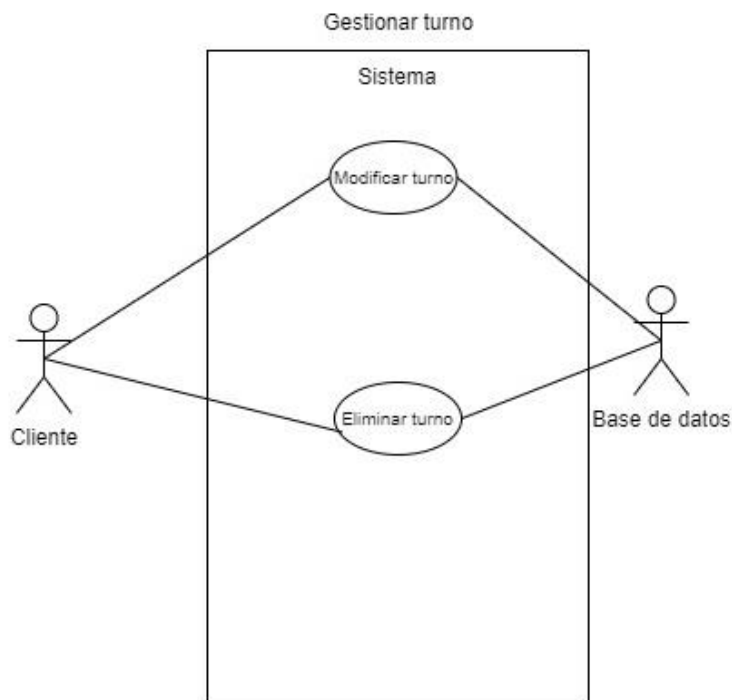 Gestionar turno
Sistema
Modificar turno
Eliminar turno
Cliente
Base de datos